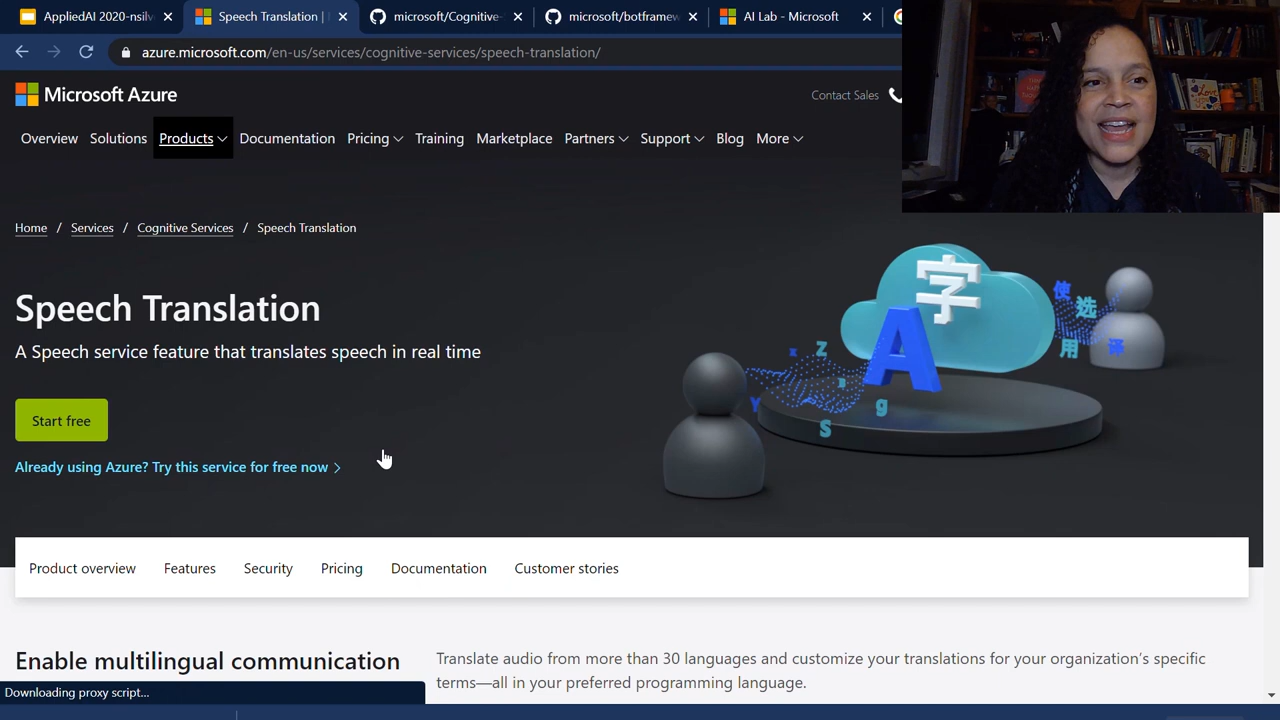 AppliedAI 2020-nsilv
Speech Translation |
microsoft/Cognitive-
microsoft/botframew
AI Lab - Microsoft
azure.microsoft.com/en-us/services/cognitive-services/speech-translation/
Microsoft Azure
Contact Sales
Overview Solutions Products Documentation Pricing Training Marketplace Partners Support Blog More
Home / Services / Cognitive Services / Speech Translation
Speech Translation
A Speech service feature that translates speech in real time
Start free
Already using Azure? Try this service for free now
字
A
使
选
用
译
x
Z
Y
g
S
Product overview Features Security Pricing Documentation Customer stories
Enable multilingual communication
Translate audio from more than 30 languages and customize your translations for your organization's specific
terms—all in your preferred programming language.
Downloading proxy script...